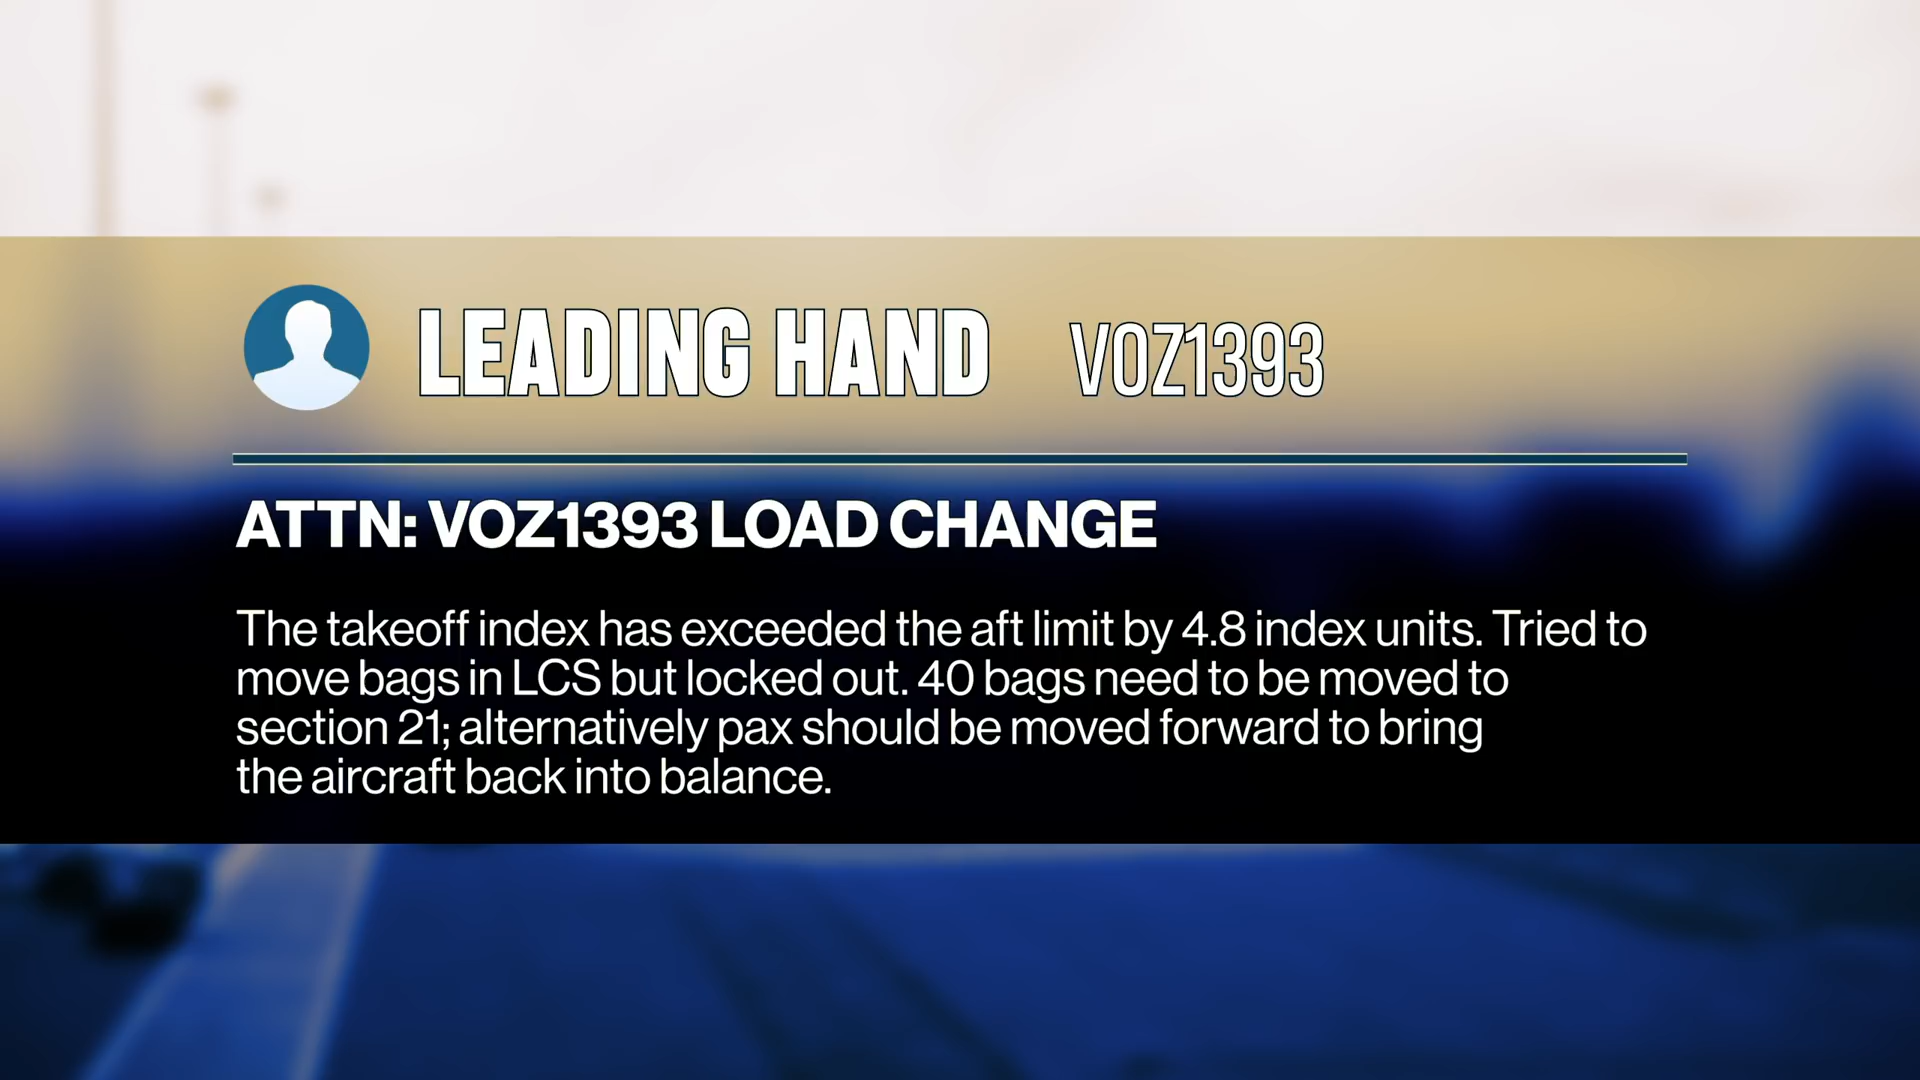 LEADING HAND VOZ1393
ATTN: VOZ1393 LOAD CHANGE
The takeoff index has exceeded the aft limit by 4.8 index units. Tried to
move bags in LCS but locked out. 40 bags need to be moved to
section 21; alternatively pax should be moved forward to bring
the aircraft back into balance.